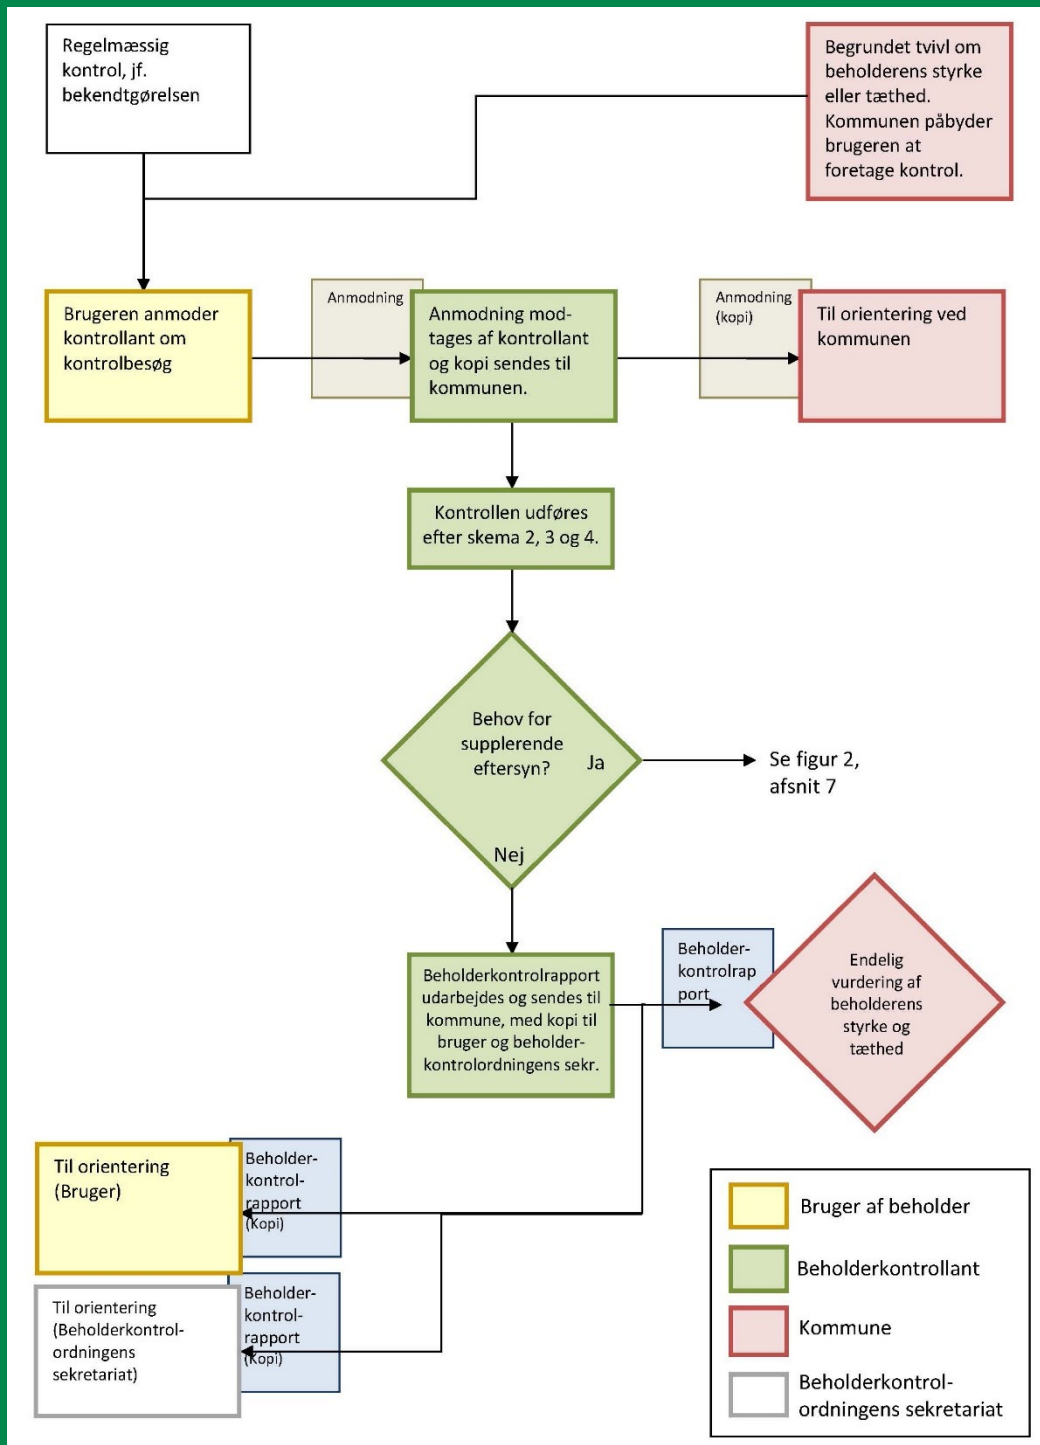 Regelmæssig
kontrol, jf.
bekendtgørelsen
Begrundet tvivl om
beholderens styrke
eller tæthed.
Kommunen påbyder
brugeren at
foretage kontrol.
Brugeren anmoder
kontrollant om
kontrolbesøg
Anmodning
Anmodning mod-
tages af kontrollant
og kopi sendes til
kommunen.
Anmodning
(kopi)
Til orientering ved
kommunen
Kontrollen udføres
efter skema 2, 3 og 4.
Behov for
supplerende
eftersyn?
Ja
Se figur 2,
afsnit 7
Nej
Beholderkontrolrapport
udarbejdes og sendes til
kommune, med kopi til
bruger og beholder-
kontrolordningens sekr.
Beholder-
kontrolrap
port
Endelig
vurdering af
beholderens
styrke og
tæthed
Til orientering
(Bruger)
Beholder-
kontrol-
rapport
(Kopi)
Til orientering
(Beholderkontrol-
ordningens
sekretariat)
Beholder-
kontrol-
rapport
(Kopi)
Bruger af beholder
Beholderkontrollant
Kommune
Beholderkontrol-
ordningens sekretariat